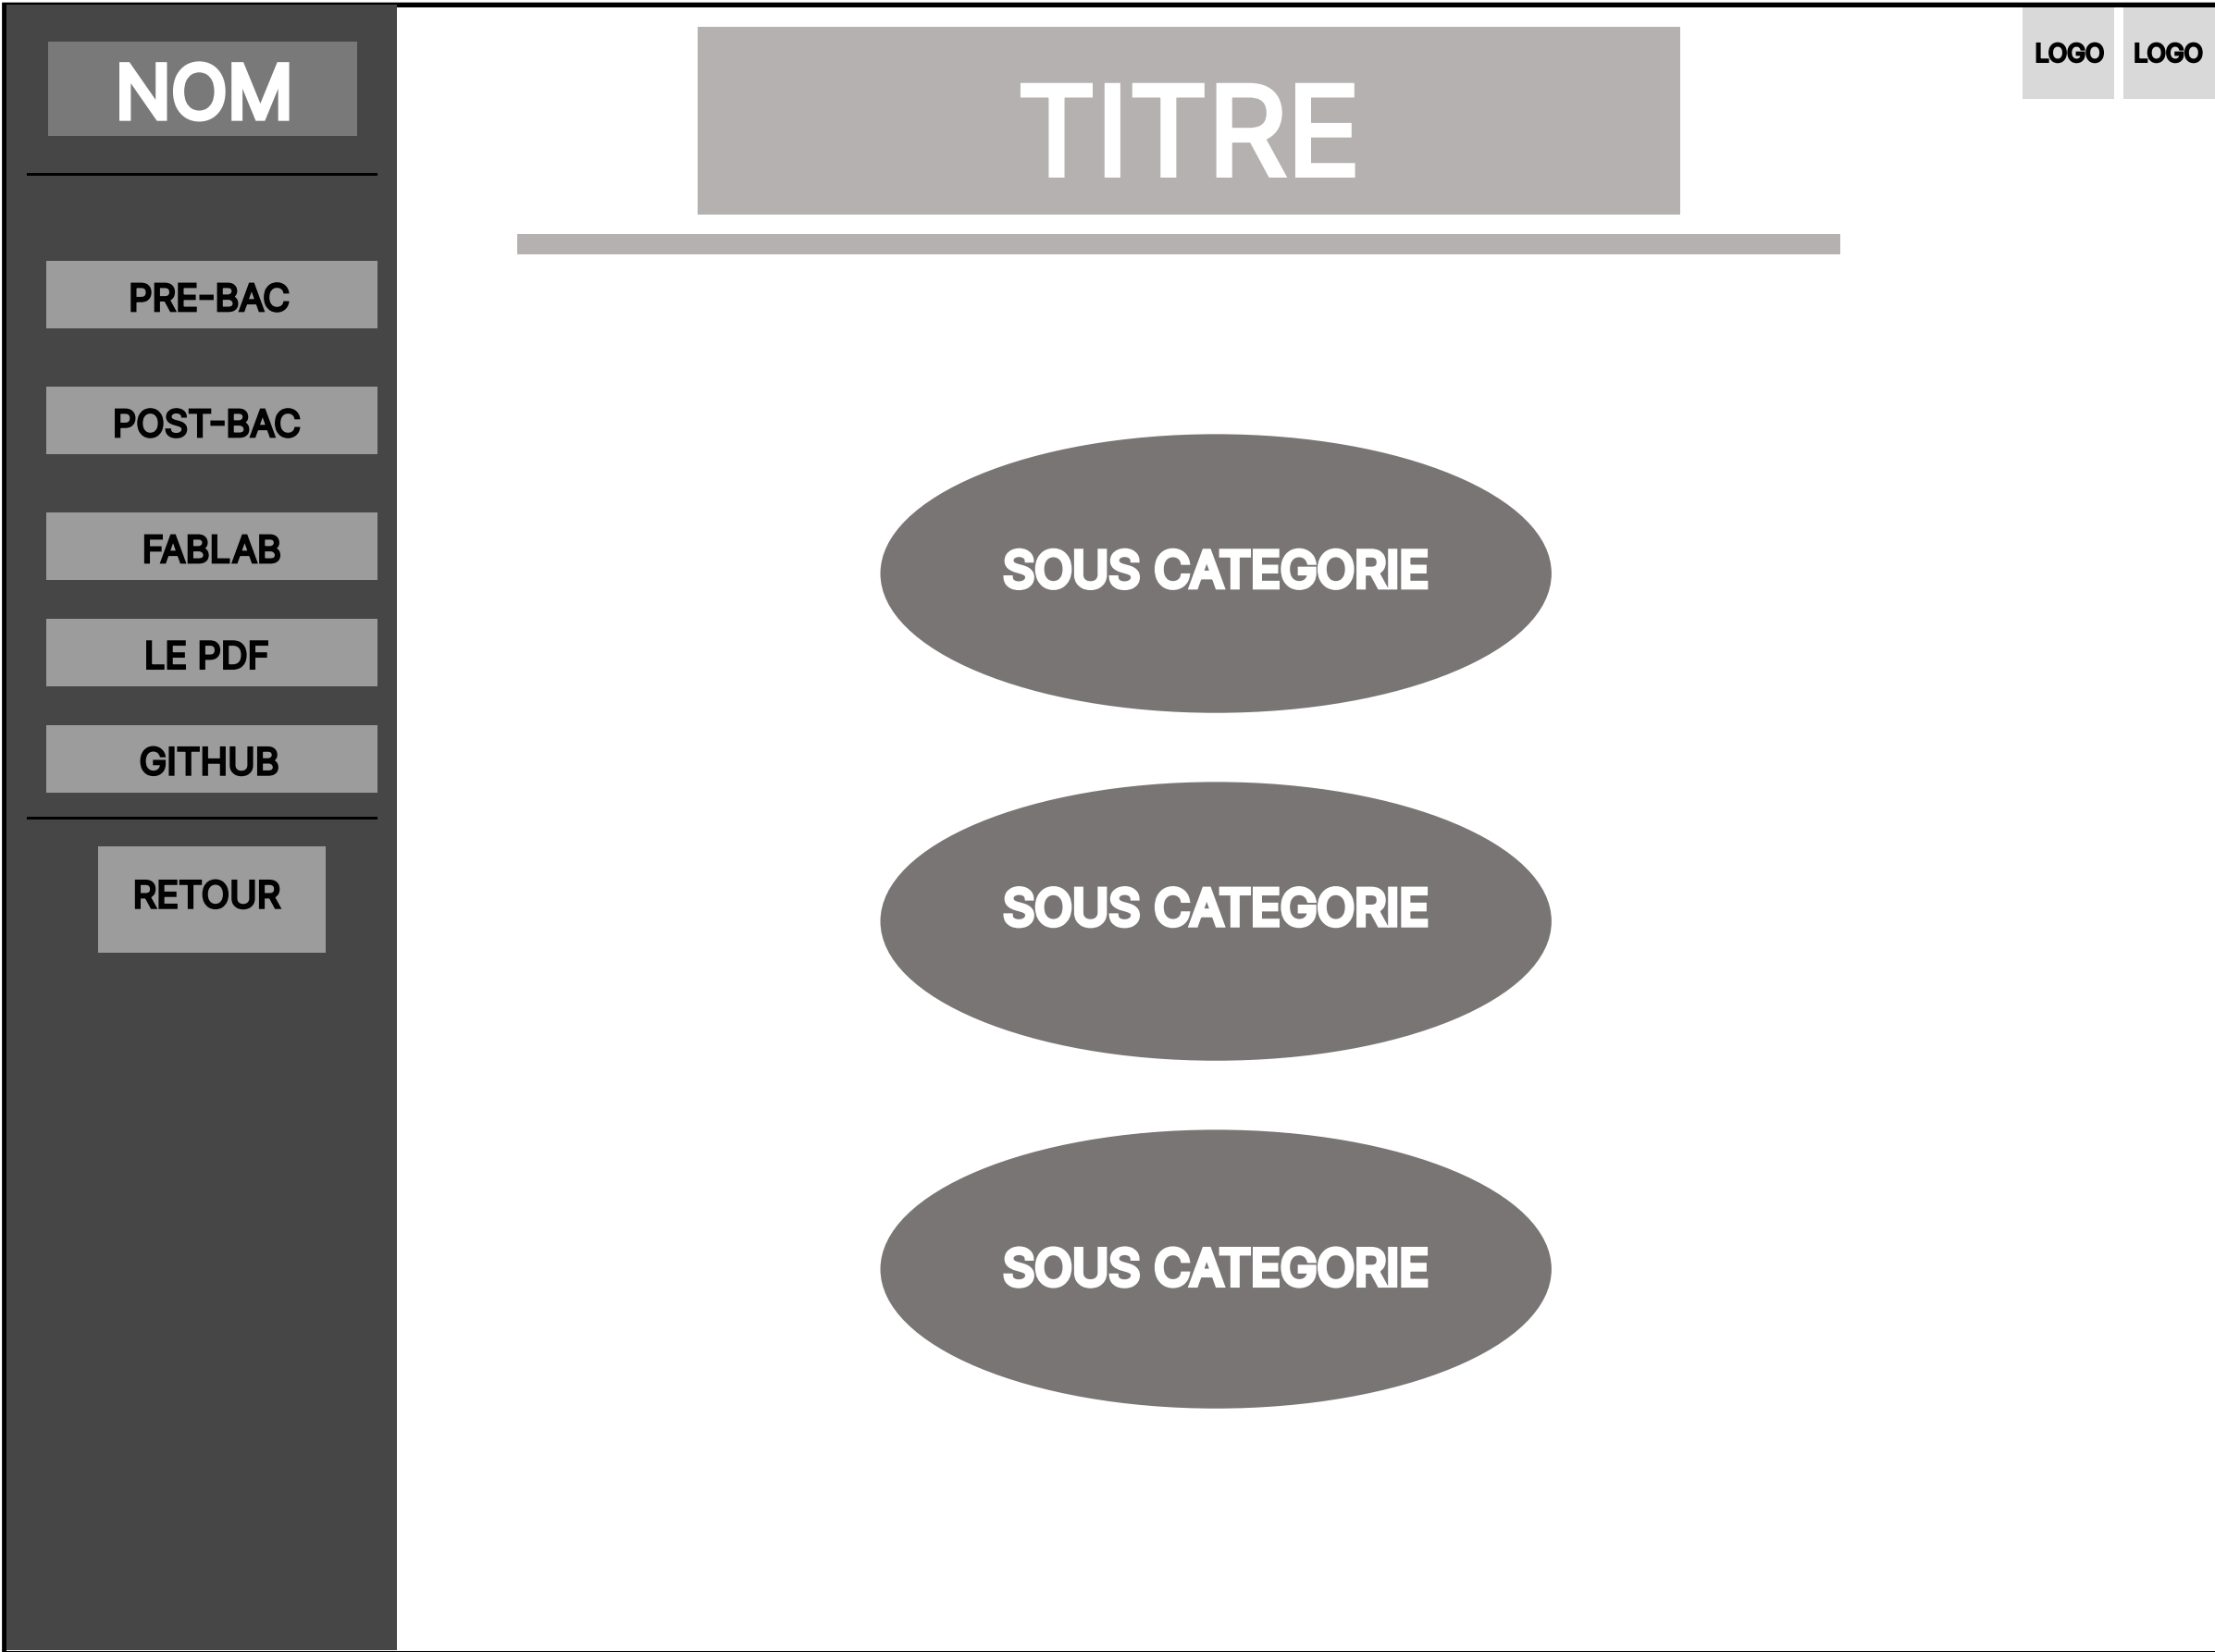 NOM
PRE-BAC
POST-BAC
FABLAB
LE PDF
GITHUB
RETOUR
TITRE
LOGO LOGO
SOUS CATEGORIE
SOUS CATEGORIE
SOUS CATEGORIE